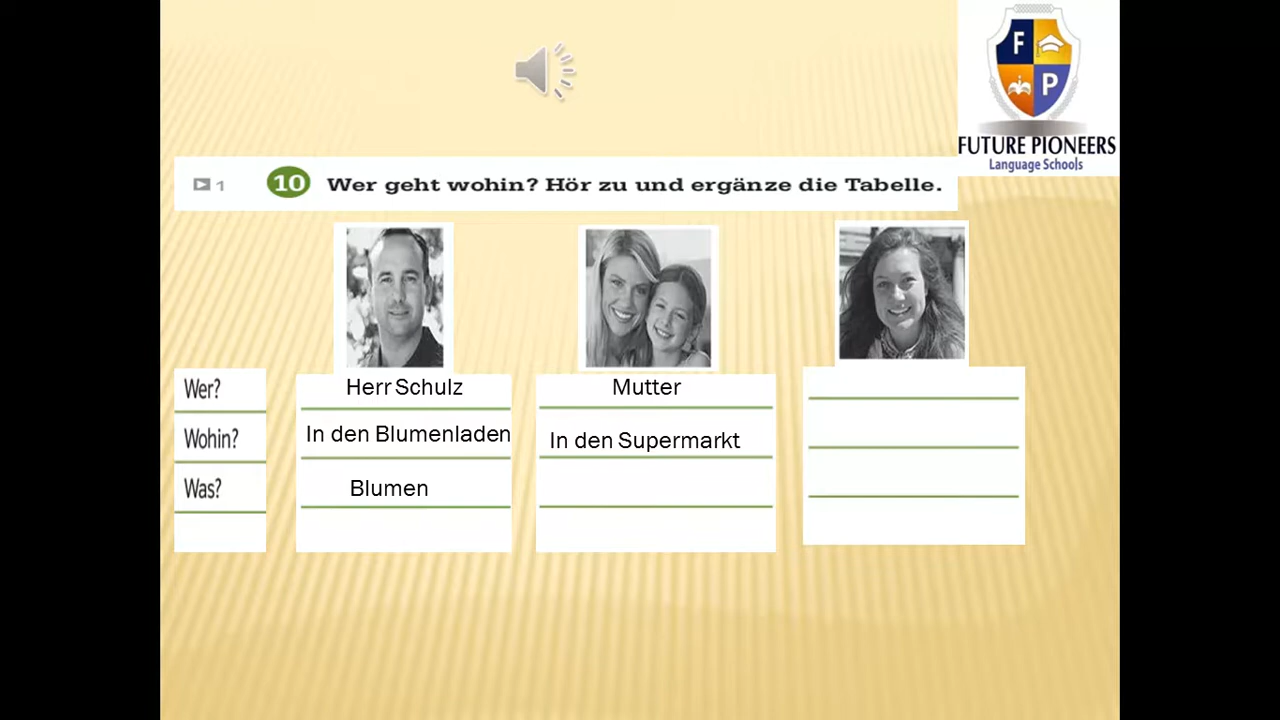 F
P
FUTURE PIONEERS
Language Schools
1
10 Wer geht wohin? Hör zu und ergänze die Tabelle.
Wer? Herr Schulz Mutter
Wohin? In den Blumenladen In den Supermarkt
Was? Blumen